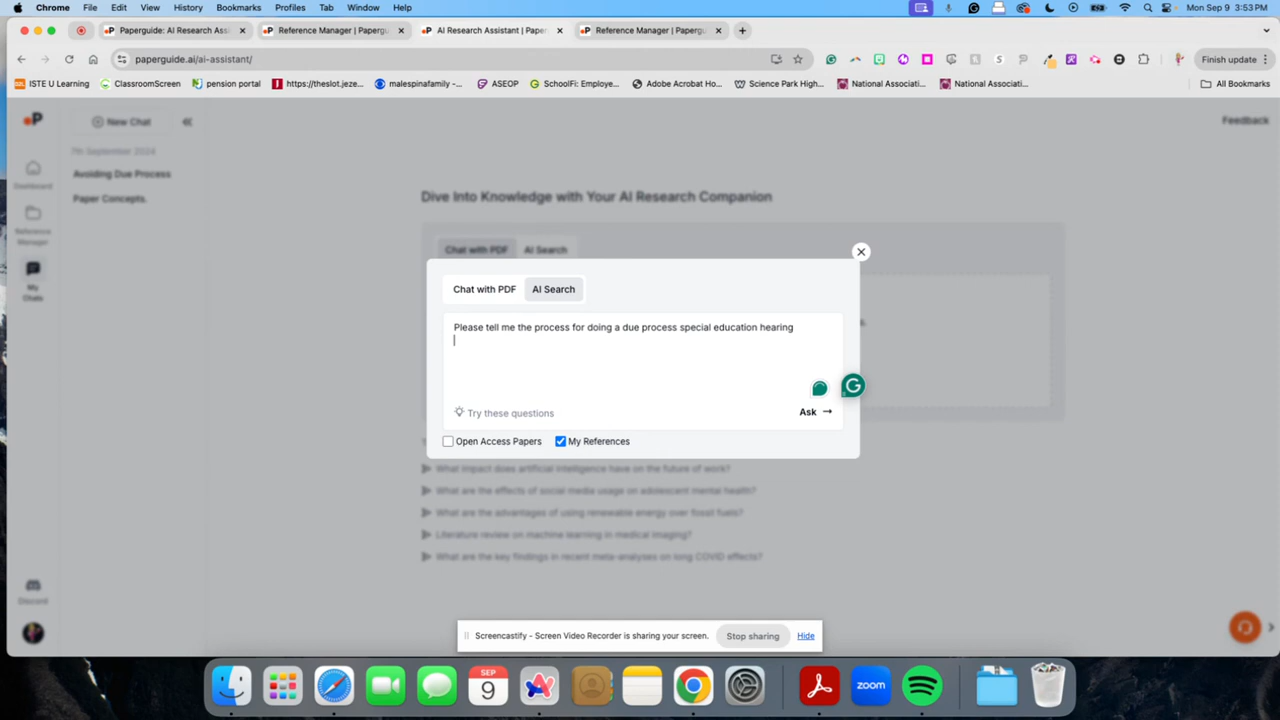 Chrome File Edit View History Bookmarks Profiles Tab Window Help Mon Sep 9 3:53 PM
Paperguide: AI Research Assi Reference Manager | Papergu AI Research Assistant | Pape Reference Manager | Papergu
paperguide.ai/ai-assistant/ Finish update
ISTE U Learning ClassroomScreen pension portal https://theslot.jeze... malespinafamily -... ASEOP SchoolFi: Employe... Adobe Acrobat Ho... Science Park Hig... National Associati... National Associati... All Bookmarks
New Chat Feedback
7th September 2024
Avoiding Due Process
Paper Concepts.
Dashboard
Reference Manager
My Chats
Discord
Dive Into Knowledge with Your AI Research Companion
Chat with PDF AI Search
Chat with PDF AI Search
Please tell me the process for doing a due process special education hearing
Try these questions Ask →
Open Access Papers My References
What impact does artificial intelligence have on the future of work?
What are the effects of social media usage on adolescent mental health?
What are the advantages of using renewable energy over fossil fuels?
Literature review on machine learning in medical imaging?
What are the key findings in recent meta-analyses on long COVID effects?
Screencastify - Screen Video Recorder is sharing your screen. Stop sharing Hide
SEP
9
zoom